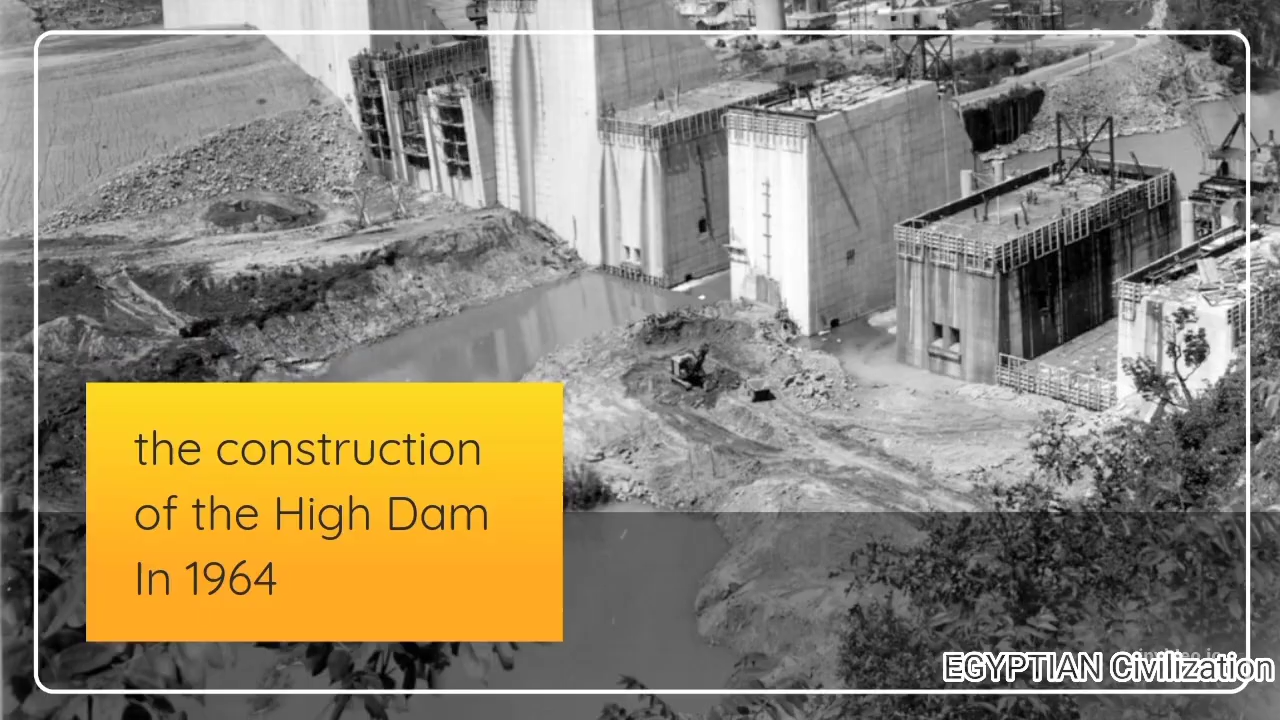 the construction
of the High Dam
In 1964
EGYPTIAN Civilization